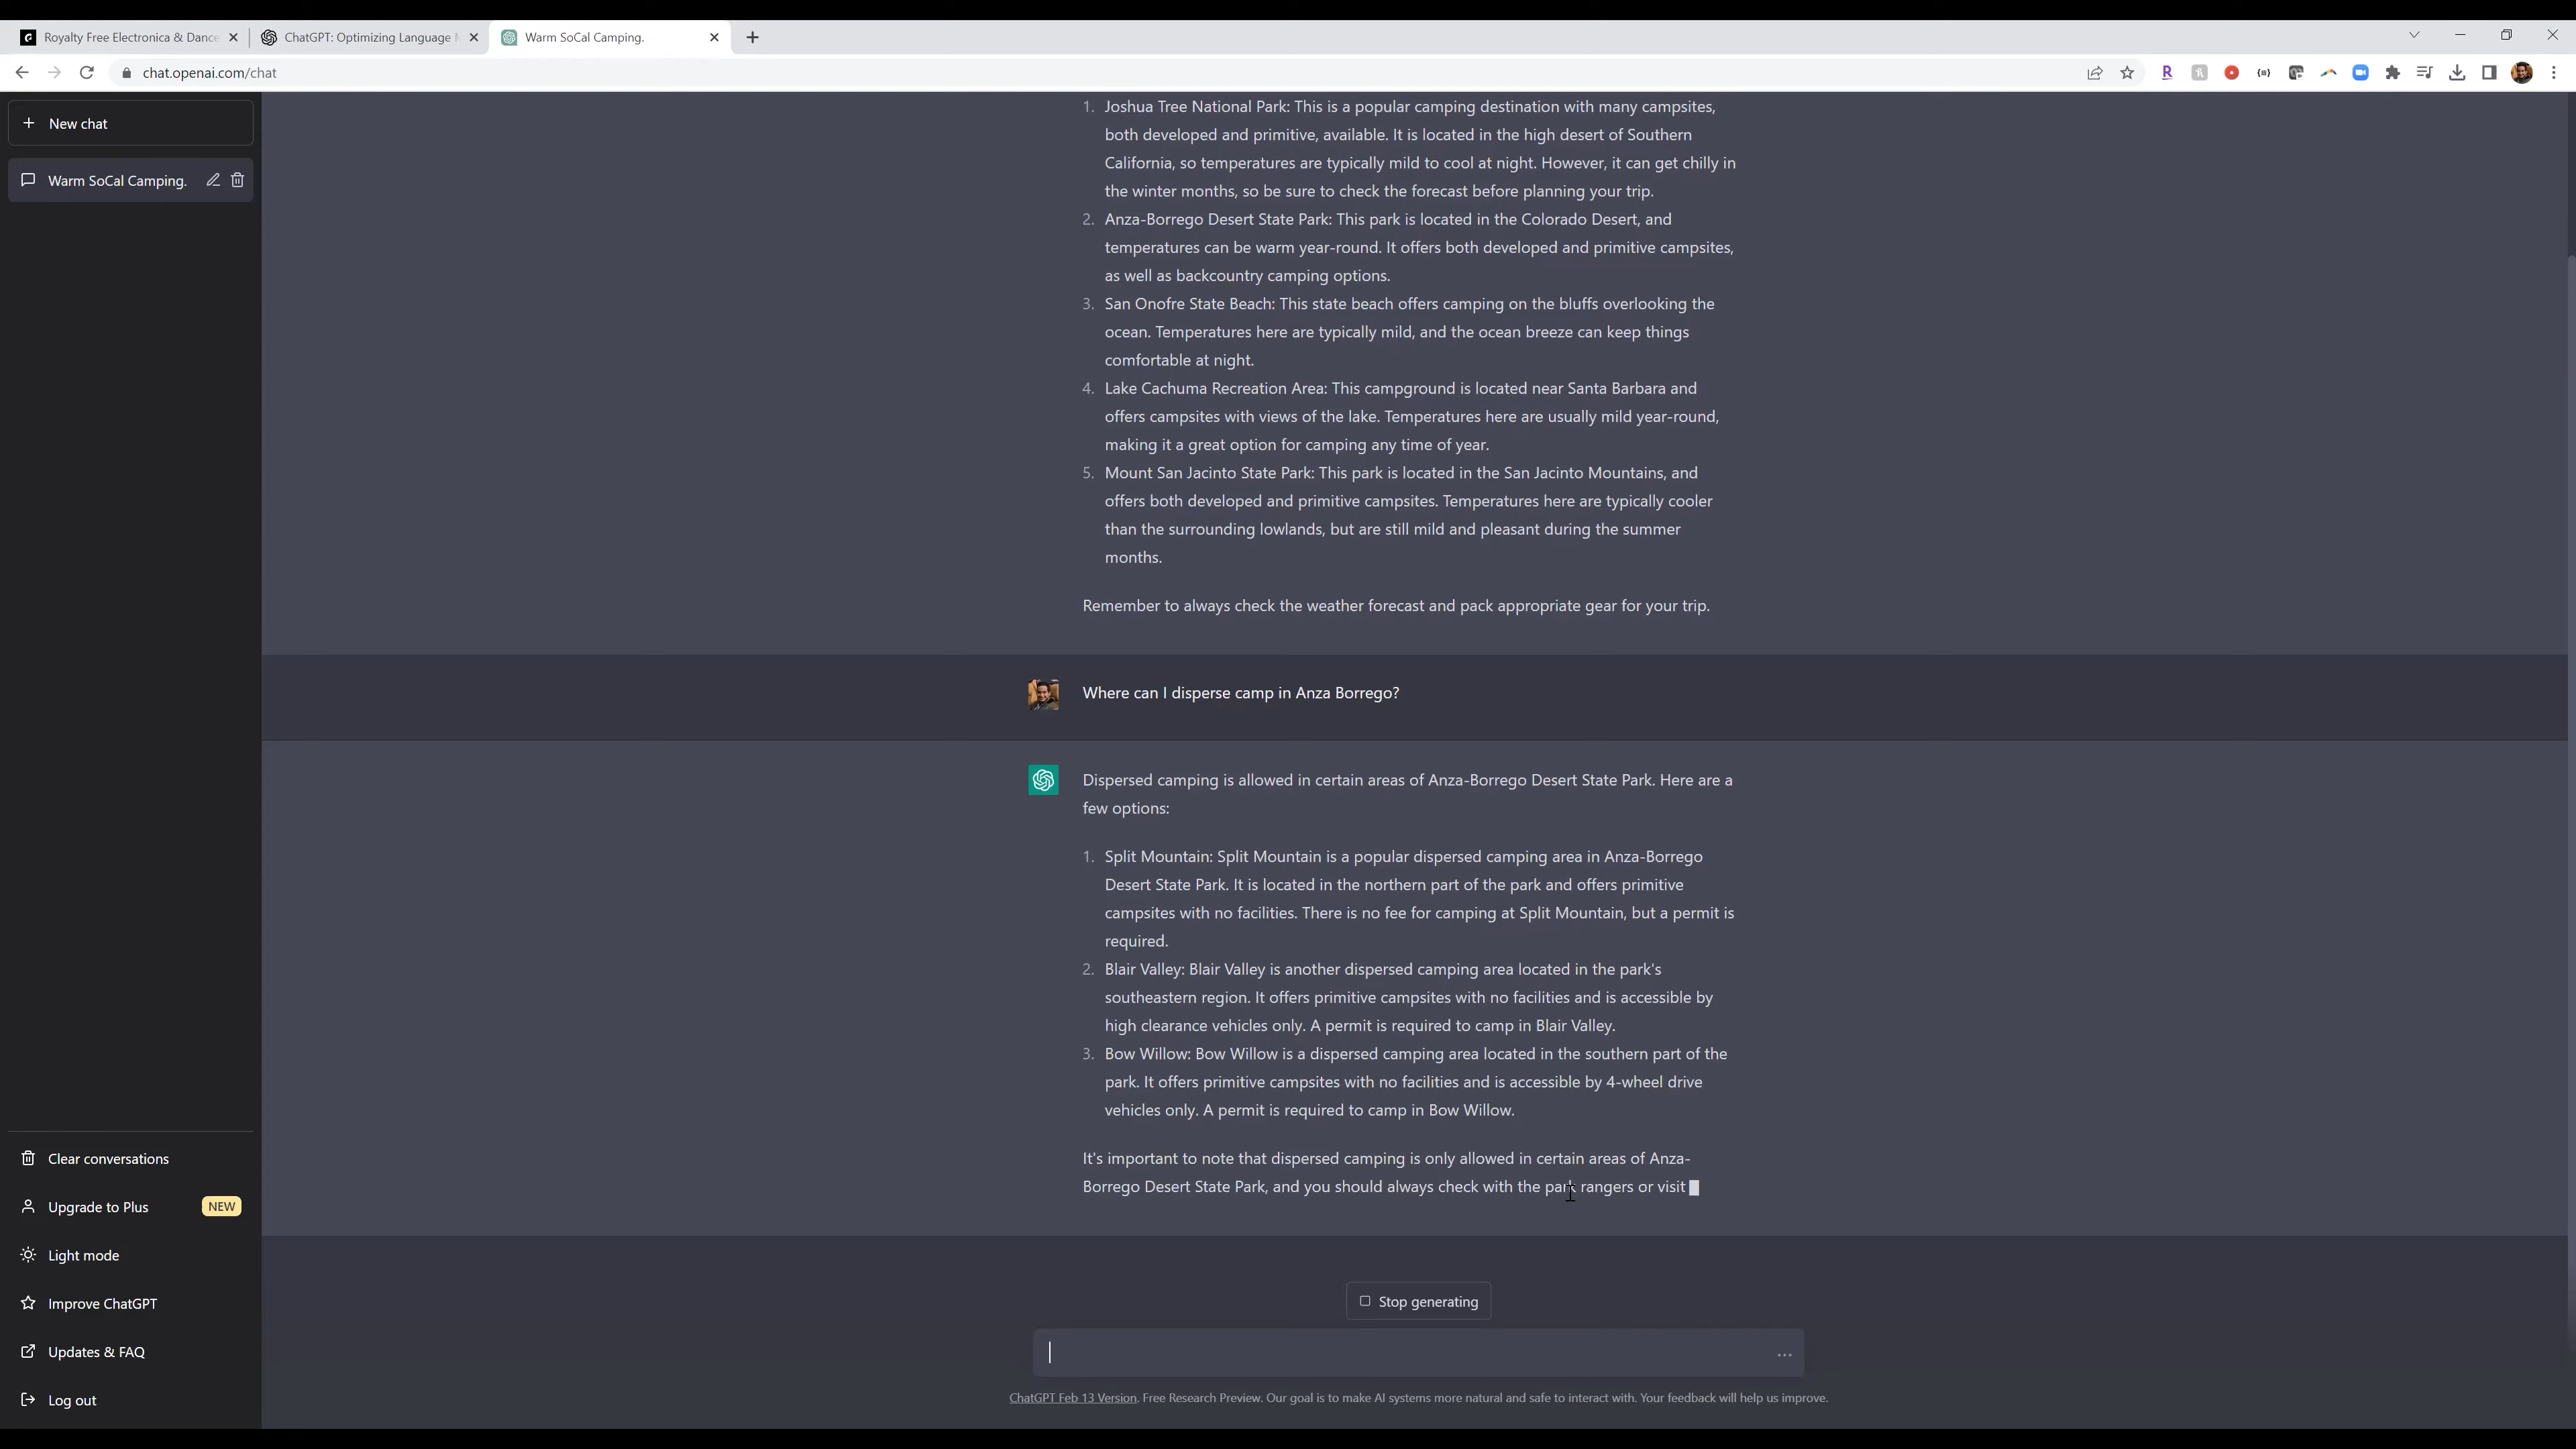 Royalty Free Electronica & Dance
ChatGPT: Optimizing Language
Warm SoCal Camping.
chat.openai.com/chat
New chat
Warm SoCal Camping.
1. Joshua Tree National Park: This is a popular camping destination with many campsites,
both developed and primitive, available. It is located in the high desert of Southern
California, so temperatures are typically mild to cool at night. However, it can get chilly in
the winter months, so be sure to check the forecast before planning your trip.
2. Anza-Borrego Desert State Park: This park is located in the Colorado Desert, and
temperatures can be warm year-round. It offers both developed and primitive campsites,
as well as backcountry camping options.
3. San Onofre State Beach: This state beach offers camping on the bluffs overlooking the
ocean. Temperatures here are typically mild, and the ocean breeze can keep things
comfortable at night.
4. Lake Cachuma Recreation Area: This campground is located near Santa Barbara and
offers campsites with views of the lake. Temperatures here are usually mild year-round,
making it a great option for camping any time of year.
5. Mount San Jacinto State Park: This park is located in the San Jacinto Mountains, and
offers both developed and primitive campsites. Temperatures here are typically cooler
than the surrounding lowlands, but are still mild and pleasant during the summer
months.
Remember to always check the weather forecast and pack appropriate gear for your trip.
Where can I disperse camp in Anza Borrego?
Dispersed camping is allowed in certain areas of Anza-Borrego Desert State Park. Here are a
few options:
1. Split Mountain: Split Mountain is a popular dispersed camping area in Anza-Borrego
Desert State Park. It is located in the northern part of the park and offers primitive
campsites with no facilities. There is no fee for camping at Split Mountain, but a permit is
required.
2. Blair Valley: Blair Valley is another dispersed camping area located in the park's
southeastern region. It offers primitive campsites with no facilities and is accessible by
high clearance vehicles only. A permit is required to camp in Blair Valley.
3. Bow Willow: Bow Willow is a dispersed camping area located in the southern part of the
park. It offers primitive campsites with no facilities and is accessible by 4-wheel drive
vehicles only. A permit is required to camp in Bow Willow.
It's important to note that dispersed camping is only allowed in certain areas of Anza-
Borrego Desert State Park, and you should always check with the park rangers or visit
Clear conversations
Upgrade to Plus NEW
Light mode
Improve ChatGPT
Updates & FAQ
Log out
Stop generating
ChatGPT Feb 13 Version. Free Research Preview. Our goal is to make AI systems more natural and safe to interact with. Your feedback will help us improve.